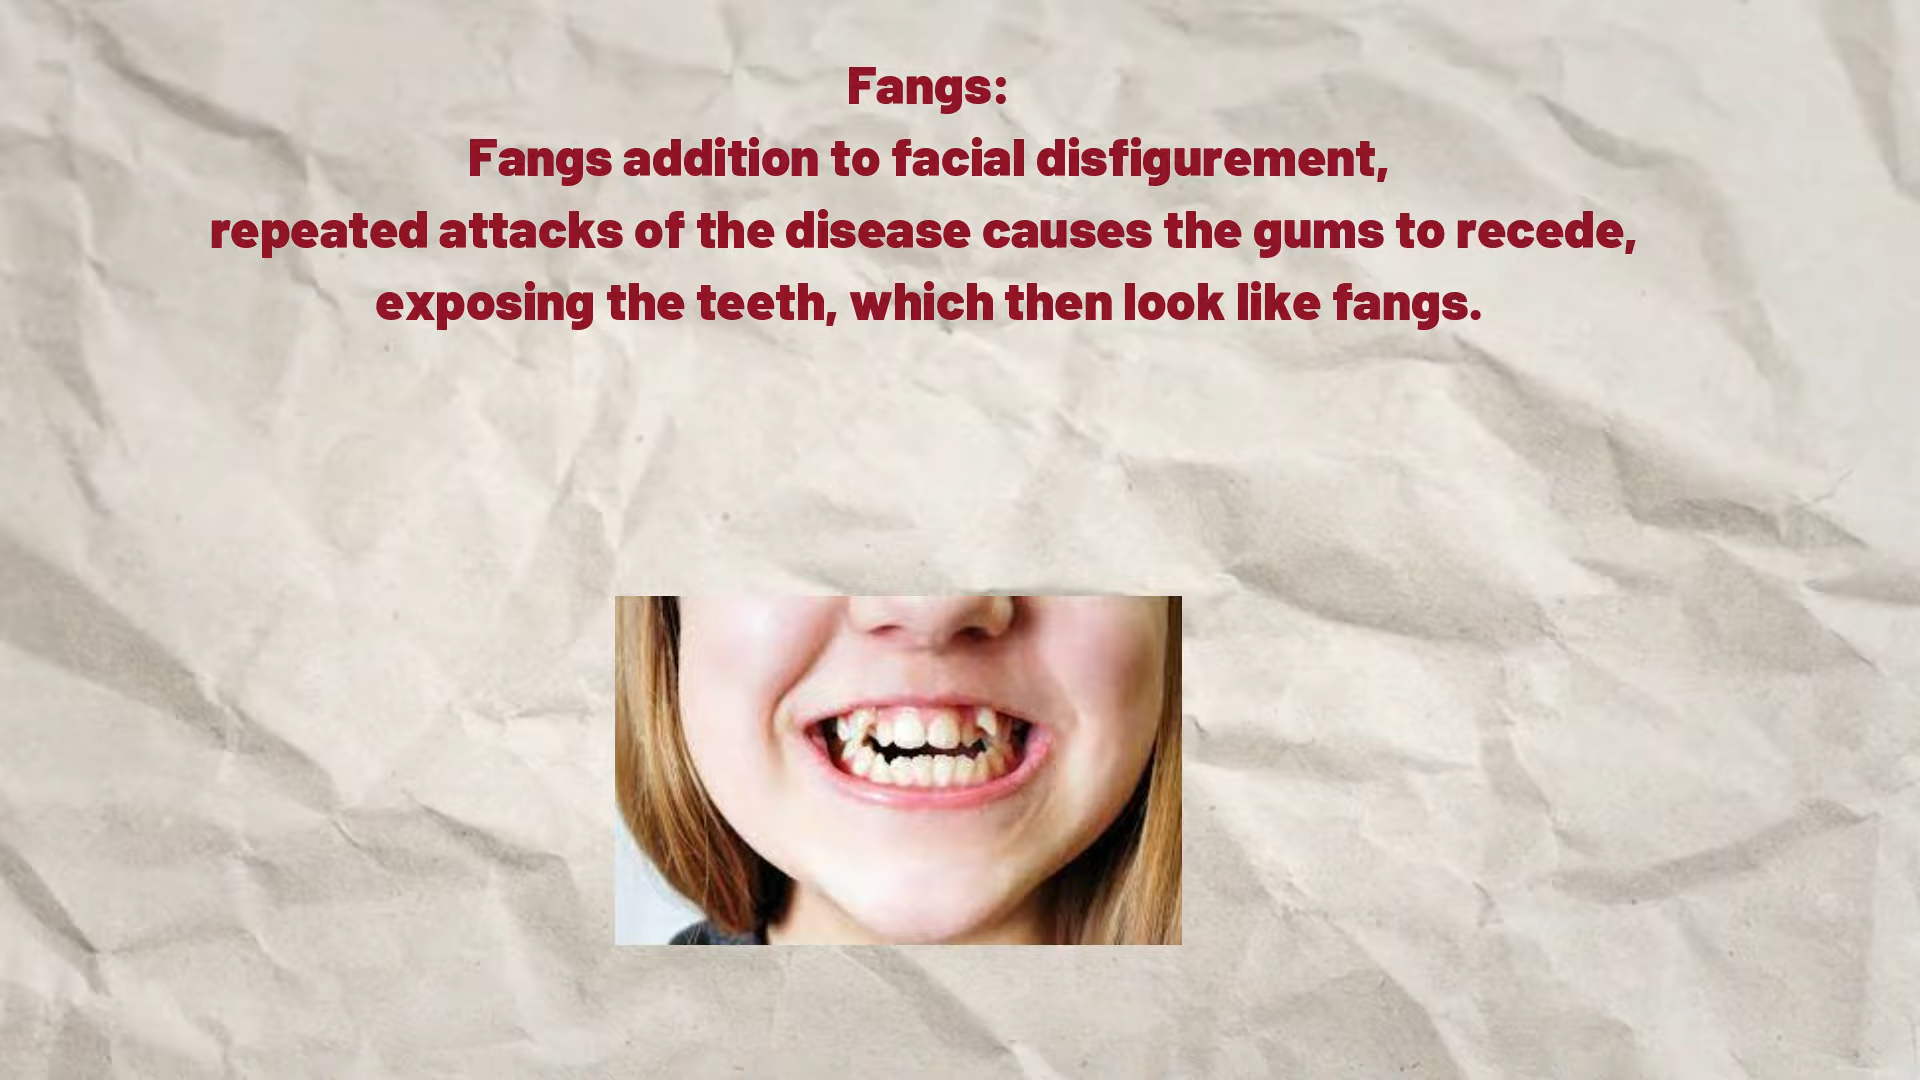 Fangs:
Fangs addition to facial disfigurement,
repeated attacks of the disease causes the gums to recede,
exposing the teeth, which then look like fangs.